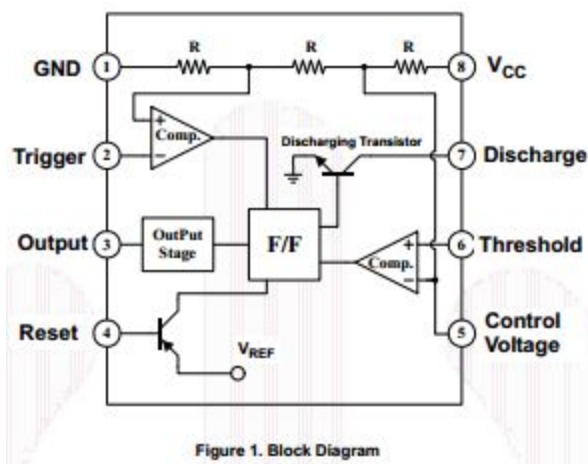 R R R
GND 1 8 VCC
+
Comp.
−
Trigger 2
Discharging Transistor
7 Discharge
Output 3
OutPut
Stage
F/F
+
Comp.
−
6 Threshold
Reset 4
VREF
5 Control
Voltage
Figure 1. Block Diagram